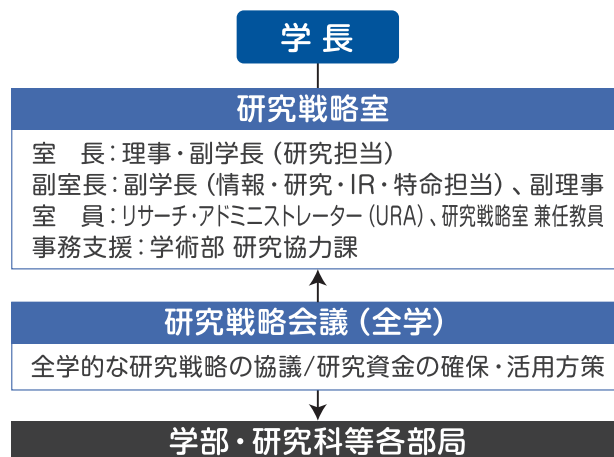 学長
研究戦略室
室　長：理事・副学長（研究担当）
副室長：副学長（情報・研究・IR・特命担当）、副理事
室　員：リサーチ・アドミニストレーター（URA）、研究戦略室 兼任教員
事務支援：学術部 研究協力課
研究戦略会議（全学）
全学的な研究戦略の協議/研究資金の確保・活用方策
学部・研究科等各部局